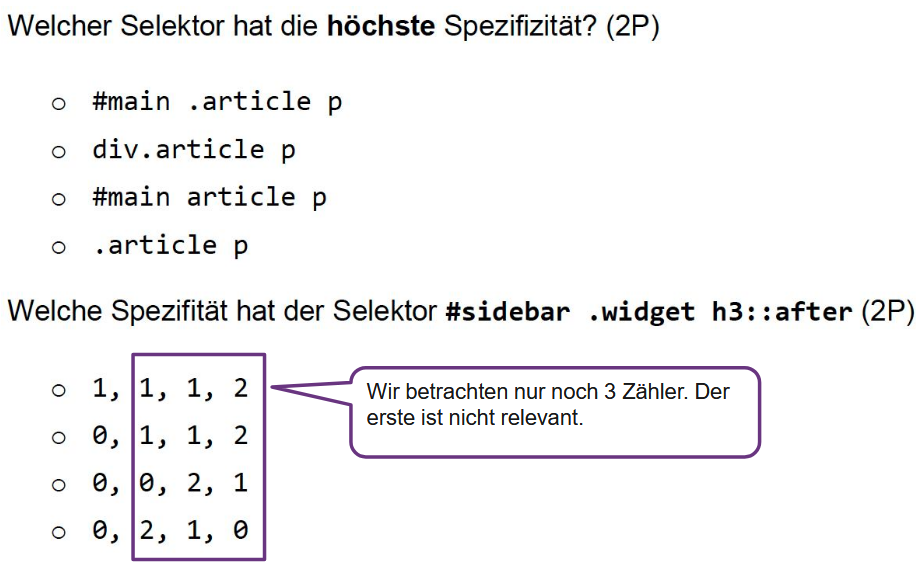 Welcher Selektor hat die höchste Spezifizität? (2P)
○ #main .article p
○ div.article p
○ #main article p
○ .article p
Welche Spezifität hat der Selektor #sidebar .widget h3::after (2P)
○ 1, 1, 1, 2
○ 0, 1, 1, 2
○ 0, 0, 2, 1
○ 0, 2, 1, 0
Wir betrachten nur noch 3 Zähler. Der
erste ist nicht relevant.